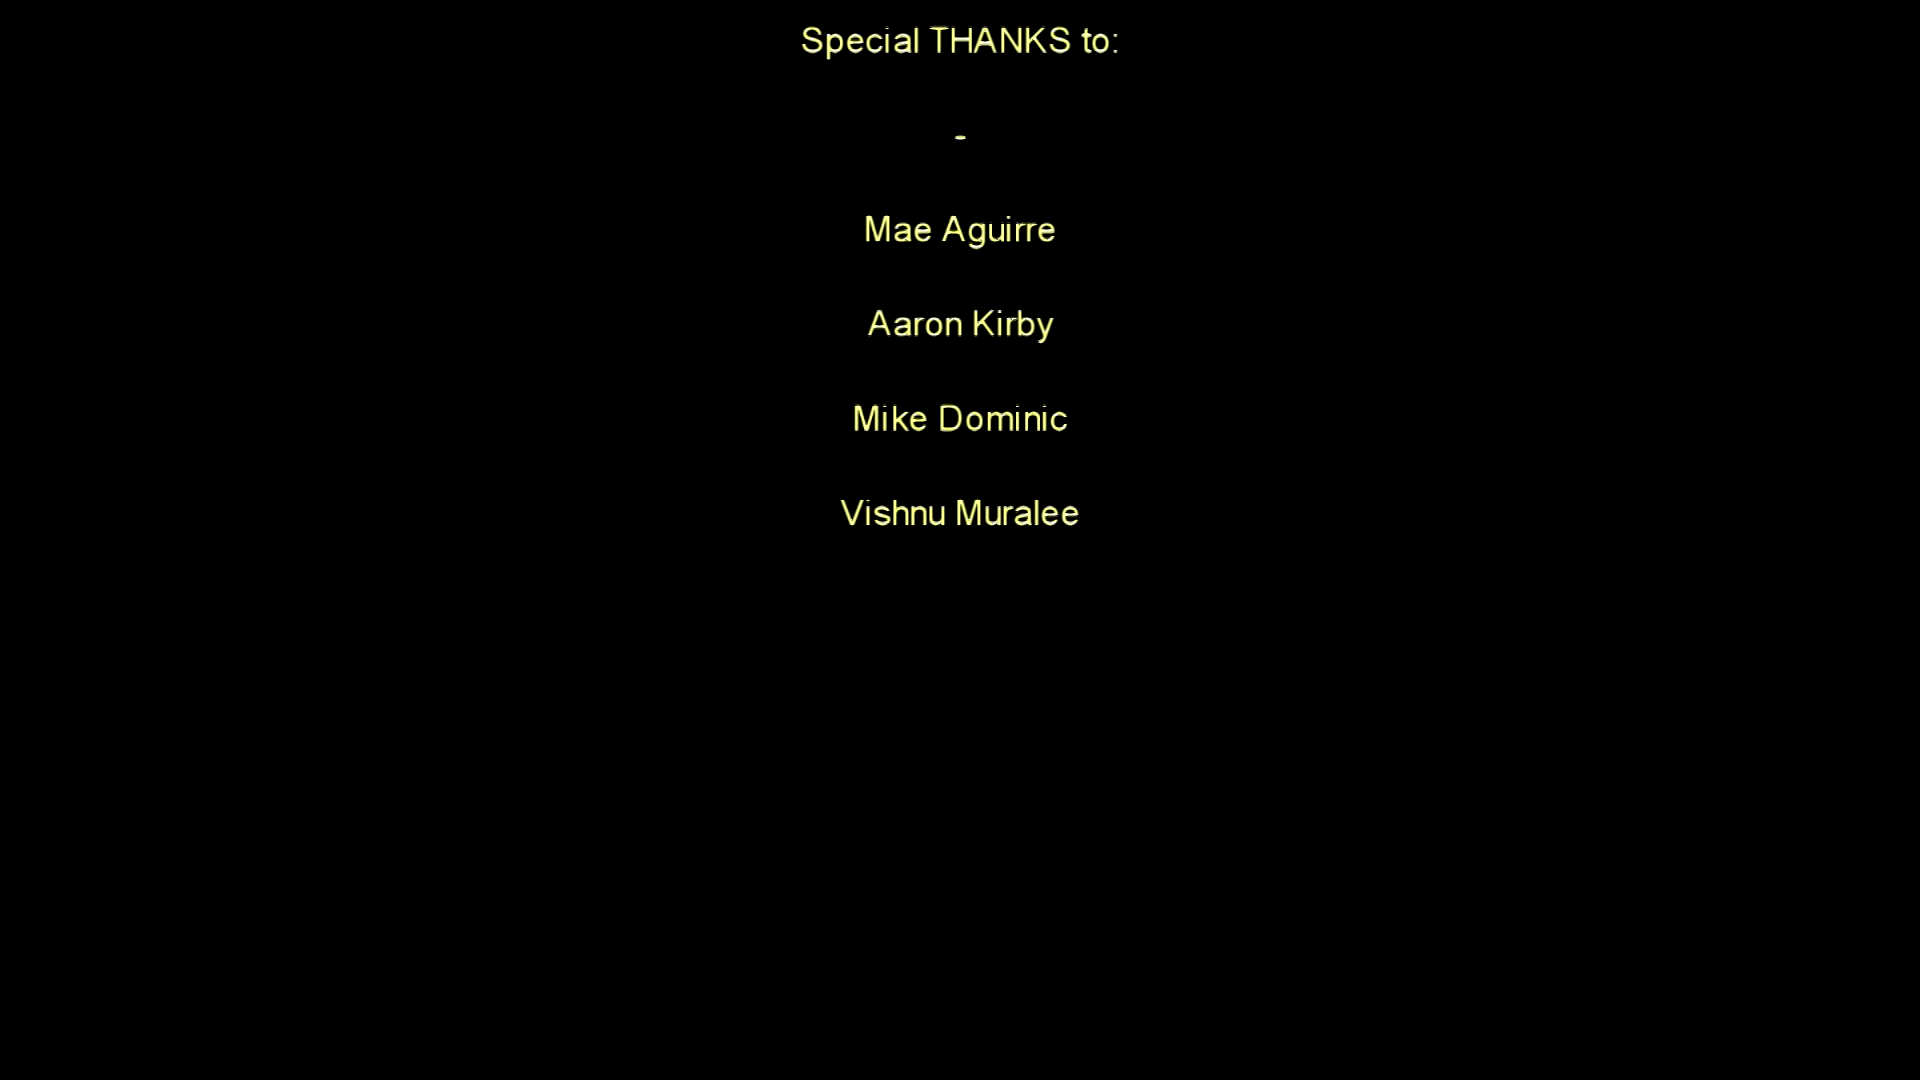 Special THANKS to:
-
Mae Aguirre
Aaron Kirby
Mike Dominic
Vishnu Muralee